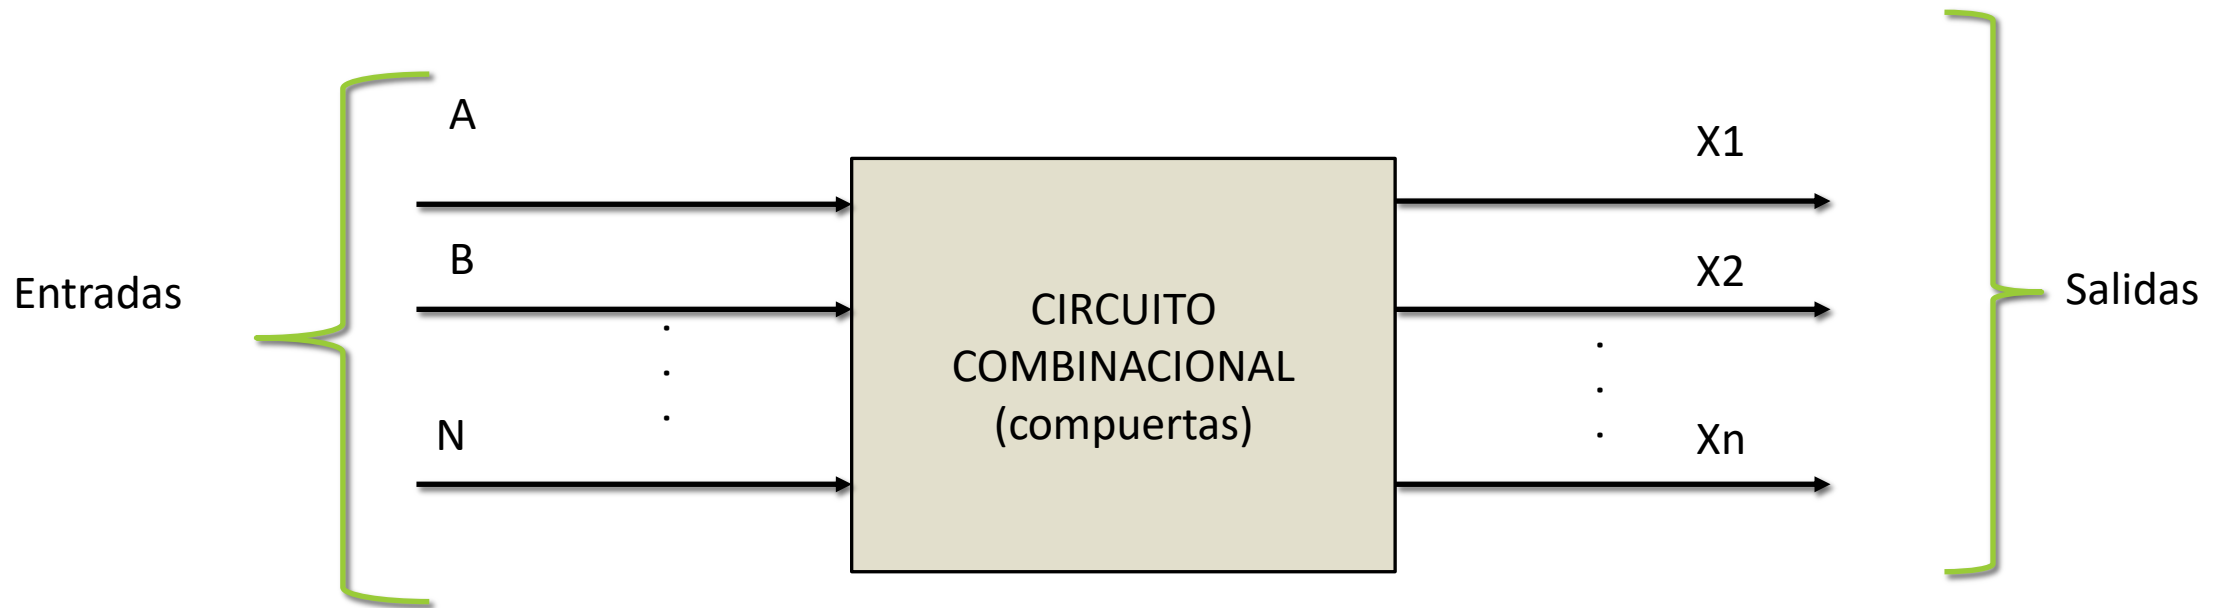 Entradas
A
B
.
.
.
N
CIRCUITO
COMBINACIONAL
(compuertas)
X1
X2
.
.
.
Xn
Salidas